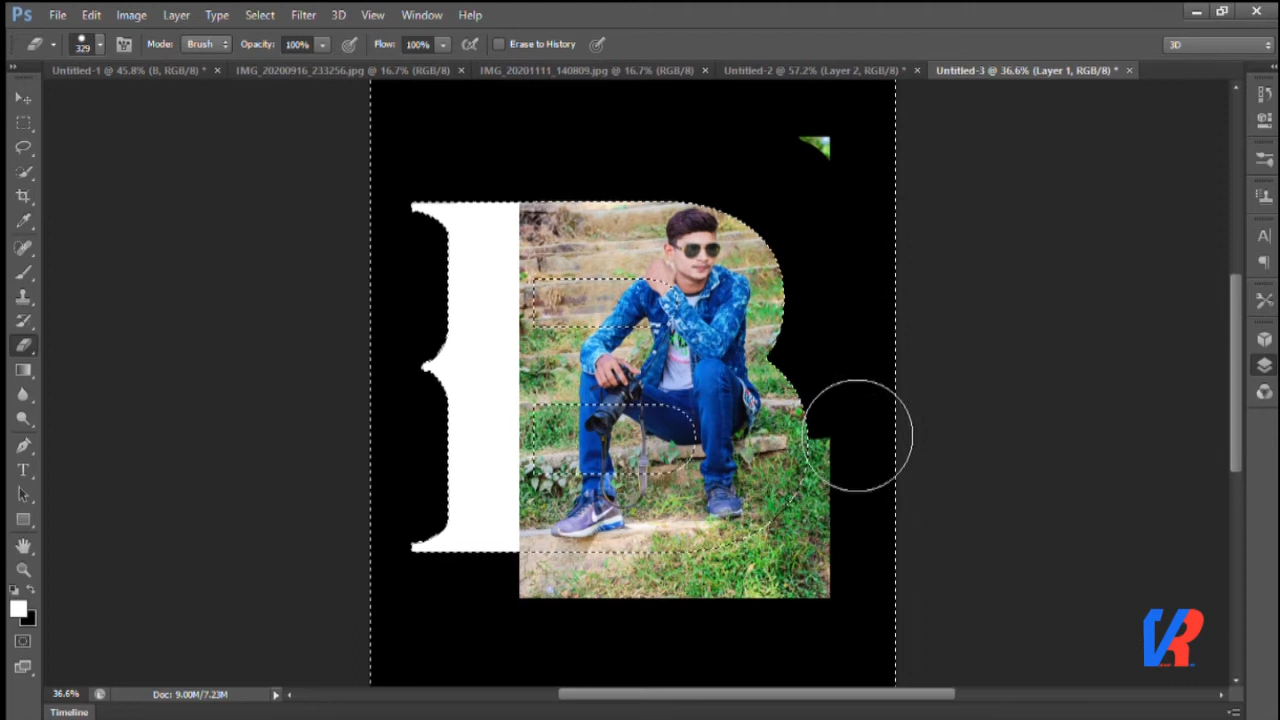 Ps File Edit Image Layer Type Select Filter 3D View Window Help
329 Mode: Brush Opacity: 100% Flow: 100% Erase to History 3D
Untitled-1 @ 45.8% (B, RGB/8) * × IMG_20200916_233256.jpg @ 16.7% (RGB/8) × IMG_20201111_140809.jpg @ 16.7% (RGB/8) × Untitled-2 @ 57.2% (Layer 2, RGB/8) * × Untitled-3 @ 36.6% (Layer 1, RGB/8) * ×
VR
36.6% Doc: 9.00M/7.23M
Timeline